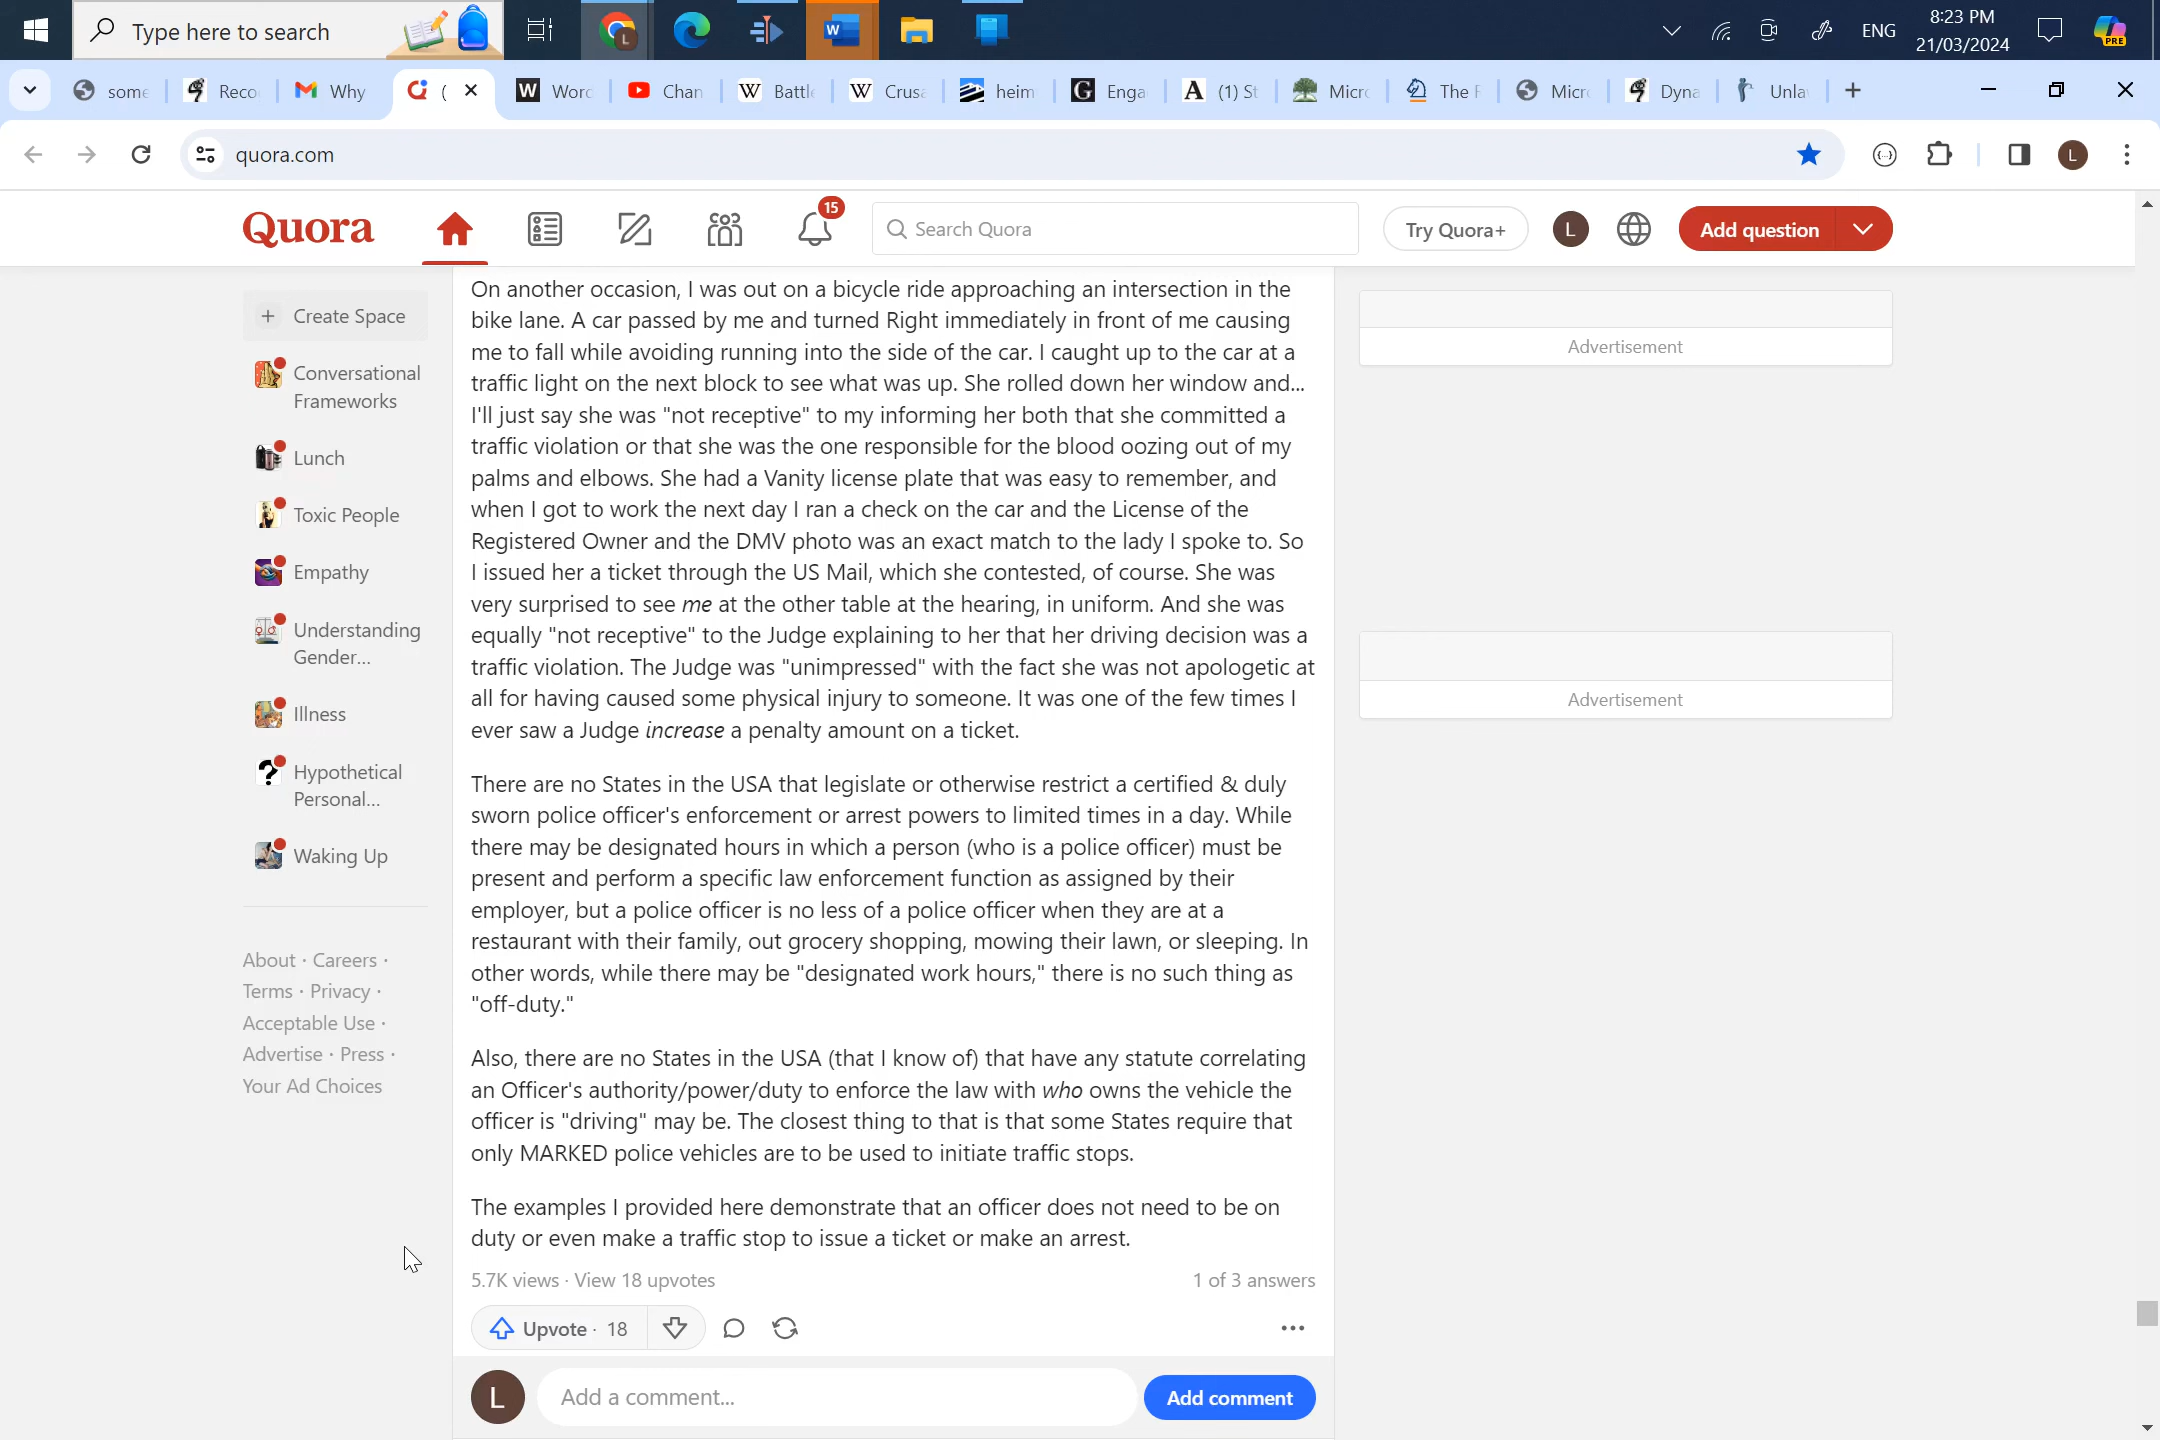 Type here to search
ENG
8:23 PM
21/03/2024
some
Reco
Why
(
Word
Chan
Battle
Crusa
heim
Enga
(1) St
Micro
The F
Micro
Dyna
Unla
quora.com
L
Quora
15
Search Quora
Try Quora+
L
Add question
Create Space
Conversational
Frameworks
Lunch
Toxic People
Empathy
Understanding
Gender...
Illness
Hypothetical
Personal...
Waking Up
About · Careers ·
Terms · Privacy ·
Acceptable Use ·
Advertise · Press ·
Your Ad Choices
On another occasion, I was out on a bicycle ride approaching an intersection in the
bike lane. A car passed by me and turned Right immediately in front of me causing
me to fall while avoiding running into the side of the car. I caught up to the car at a
traffic light on the next block to see what was up. She rolled down her window and...
I'll just say she was "not receptive" to my informing her both that she committed a
traffic violation or that she was the one responsible for the blood oozing out of my
palms and elbows. She had a Vanity license plate that was easy to remember, and
when I got to work the next day I ran a check on the car and the License of the
Registered Owner and the DMV photo was an exact match to the lady I spoke to. So
I issued her a ticket through the US Mail, which she contested, of course. She was
very surprised to see me at the other table at the hearing, in uniform. And she was
equally "not receptive" to the Judge explaining to her that her driving decision was a
traffic violation. The Judge was "unimpressed" with the fact she was not apologetic at
all for having caused some physical injury to someone. It was one of the few times I
ever saw a Judge increase a penalty amount on a ticket.
There are no States in the USA that legislate or otherwise restrict a certified & duly
sworn police officer's enforcement or arrest powers to limited times in a day. While
there may be designated hours in which a person (who is a police officer) must be
present and perform a specific law enforcement function as assigned by their
employer, but a police officer is no less of a police officer when they are at a
restaurant with their family, out grocery shopping, mowing their lawn, or sleeping. In
other words, while there may be "designated work hours," there is no such thing as
"off-duty."
Also, there are no States in the USA (that I know of) that have any statute correlating
an Officer's authority/power/duty to enforce the law with who owns the vehicle the
officer is "driving" may be. The closest thing to that is that some States require that
only MARKED police vehicles are to be used to initiate traffic stops.
The examples I provided here demonstrate that an officer does not need to be on
duty or even make a traffic stop to issue a ticket or make an arrest.
5.7K views · View 18 upvotes
1 of 3 answers
Upvote · 18
L
Add a comment...
Add comment
Advertisement
Advertisement